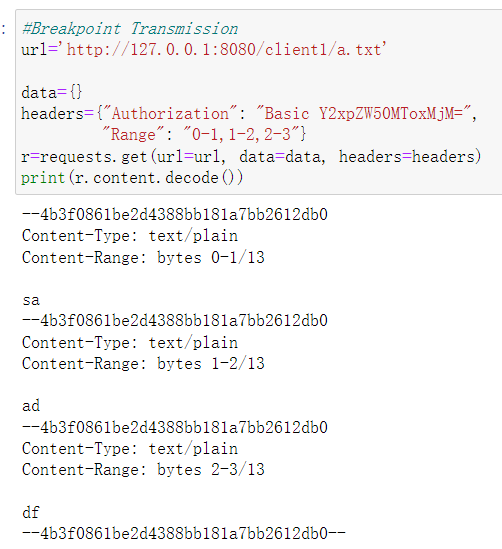 :
#Breakpoint Transmission
url='http://127.0.0.1:8080/client1/a.txt'
data={}
headers={"Authorization": "Basic Y2xpZW50MToxMjM=",
"Range": "0-1,1-2,2-3"}
r=requests.get(url=url, data=data, headers=headers)
print(r.content.decode())
--4b3f0861be2d4388bb181a7bb2612db0
Content-Type: text/plain
Content-Range: bytes 0-1/13
sa
--4b3f0861be2d4388bb181a7bb2612db0
Content-Type: text/plain
Content-Range: bytes 1-2/13
ad
--4b3f0861be2d4388bb181a7bb2612db0
Content-Type: text/plain
Content-Range: bytes 2-3/13
df
--4b3f0861be2d4388bb181a7bb2612db0--